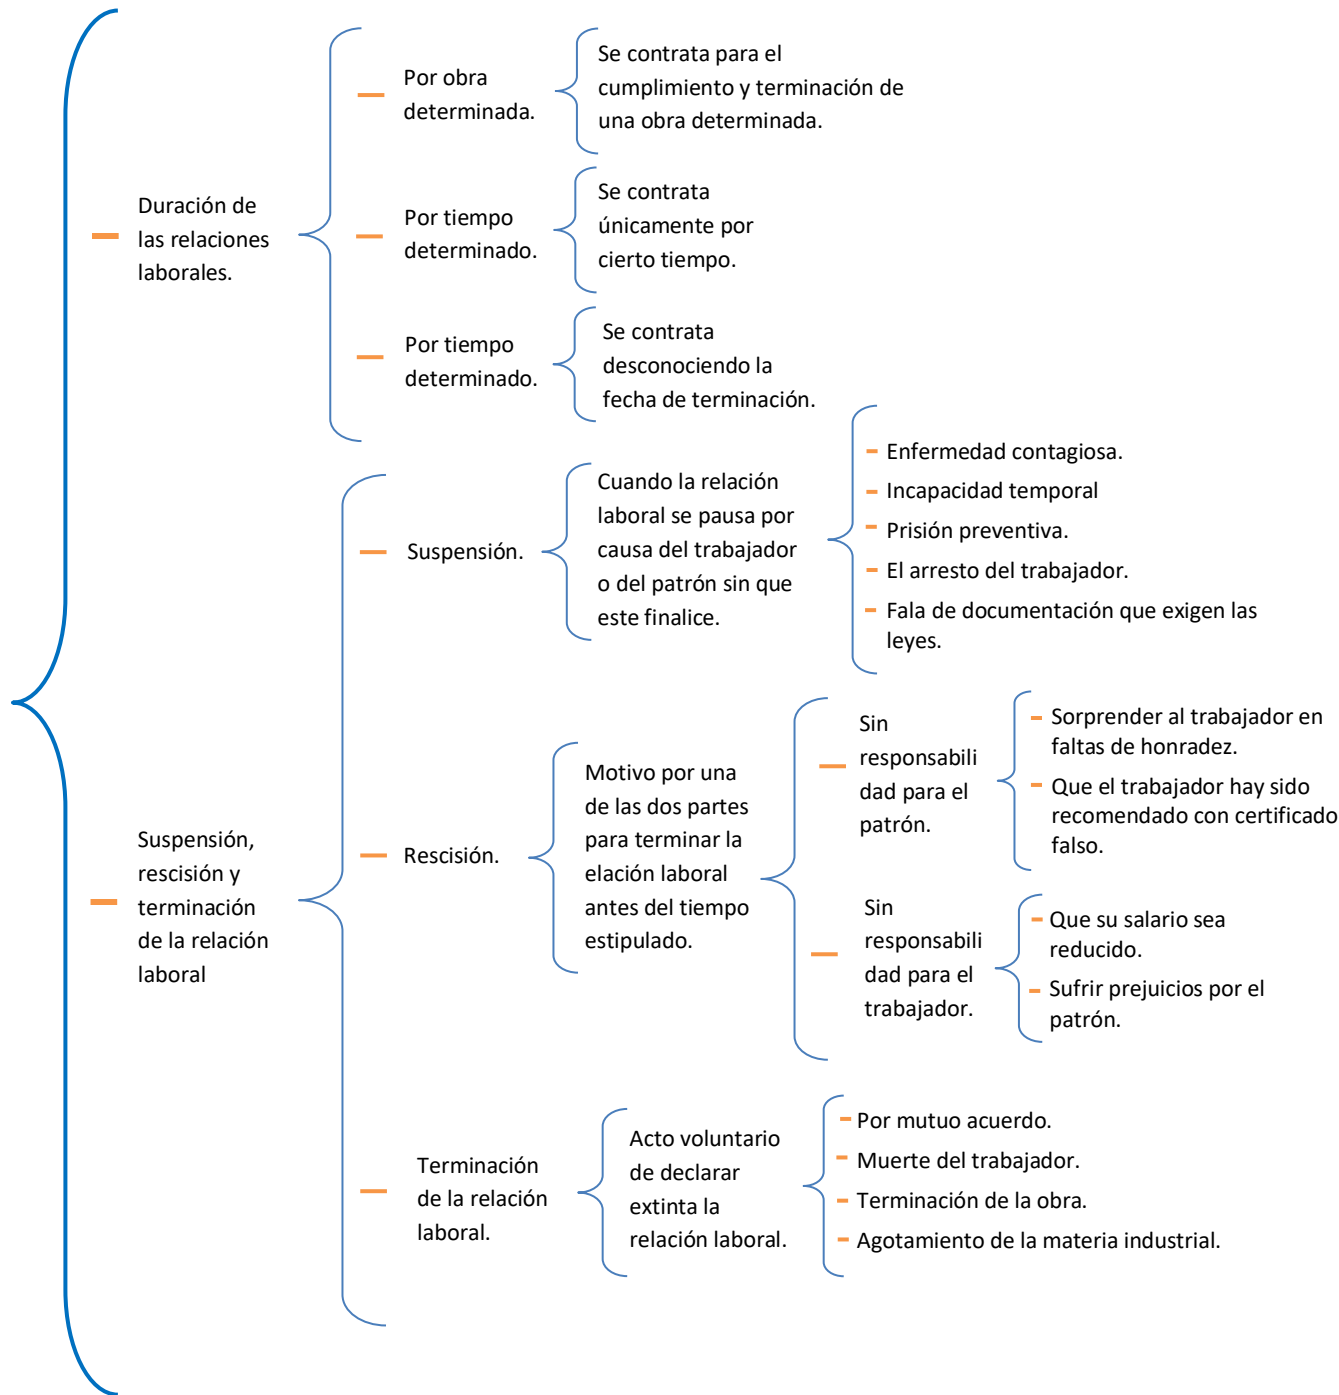 Duración de
las relaciones
laborales.
Por obra
determinada.
Se contrata para el
cumplimiento y terminación de
una obra determinada.
Por tiempo
determinado.
Se contrata
únicamente por
cierto tiempo.
Por tiempo
determinado.
Se contrata
desconociendo la
fecha de terminación.
Suspensión,
rescisión y
terminación
de la relación
laboral
Suspensión.
Cuando la relación
laboral se pausa por
causa del trabajador
o del patrón sin que
este finalice.
Enfermedad contagiosa.
Incapacidad temporal
Prisión preventiva.
El arresto del trabajador.
Fala de documentación que exigen las
leyes.
Rescisión.
Motivo por una
de las dos partes
para terminar la
elación laboral
antes del tiempo
estipulado.
Sin
responsabili
dad para el
patrón.
Sorprender al trabajador en
faltas de honradez.
Que el trabajador hay sido
recomendado con certificado
falso.
Sin
responsabili
dad para el
trabajador.
Que su salario sea
reducido.
Sufrir prejuicios por el
patrón.
Terminación
de la relación
laboral.
Acto voluntario
de declarar
extinta la
relación laboral.
Por mutuo acuerdo.
Muerte del trabajador.
Terminación de la obra.
Agotamiento de la materia industrial.